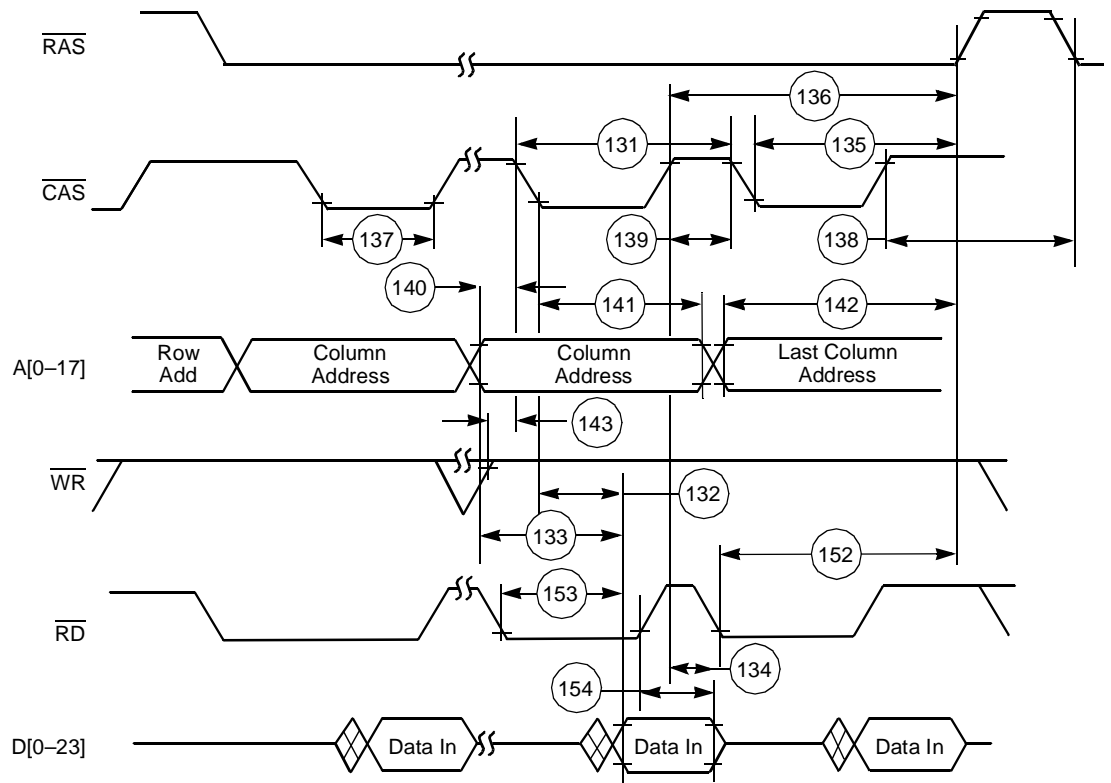 RAS
136
131
135
CAS
137
139
138
140
141
142
A[0–17]
Row
Add
Column
Address
Column
Address
Last Column
Address
143
WR
132
133
152
153
RD
134
154
D[0–23]
Data In
Data In
Data In